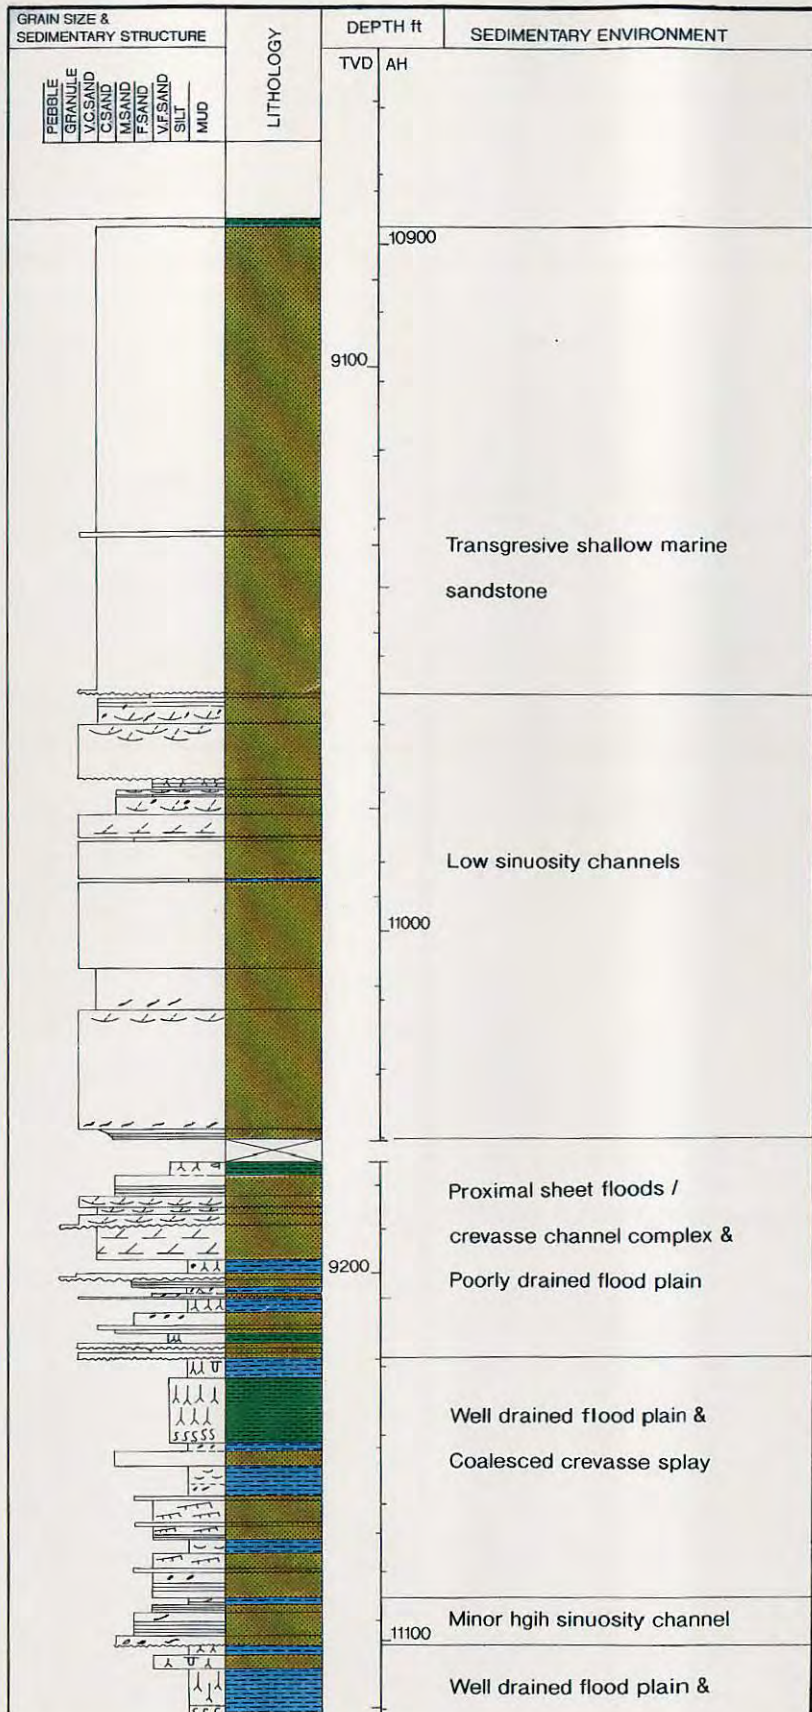 GRAIN SIZE &
SEDIMENTARY STRUCTURE
LITHOLOGY
DEPTH ft
SEDIMENTARY ENVIRONMENT
TVD AH
PEBBLE
GRANULE
V.C.SAND
C.SAND
M.SAND
F.SAND
V.F.SAND
SILT
MUD
10900
9100
Transgresive shallow marine
sandstone
Low sinuosity channels
11000
Proximal sheet floods /
crevasse channel complex &
9200
Poorly drained flood plain
Well drained flood plain &
Coalesced crevasse splay
Minor hgih sinuosity channel
11100
Well drained flood plain &